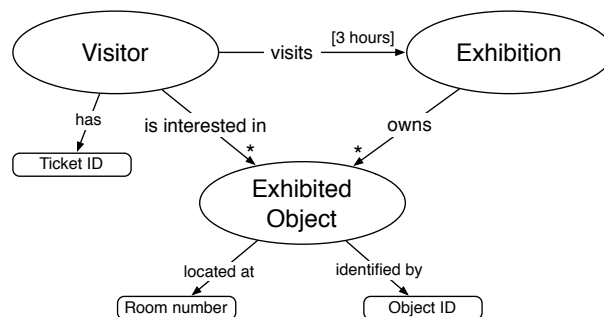 Visitor
visits
[3 hours]
Exhibition
has
is interested in
owns
Ticket ID
*
*
Exhibited
Object
located at
identified by
Room number
Object ID